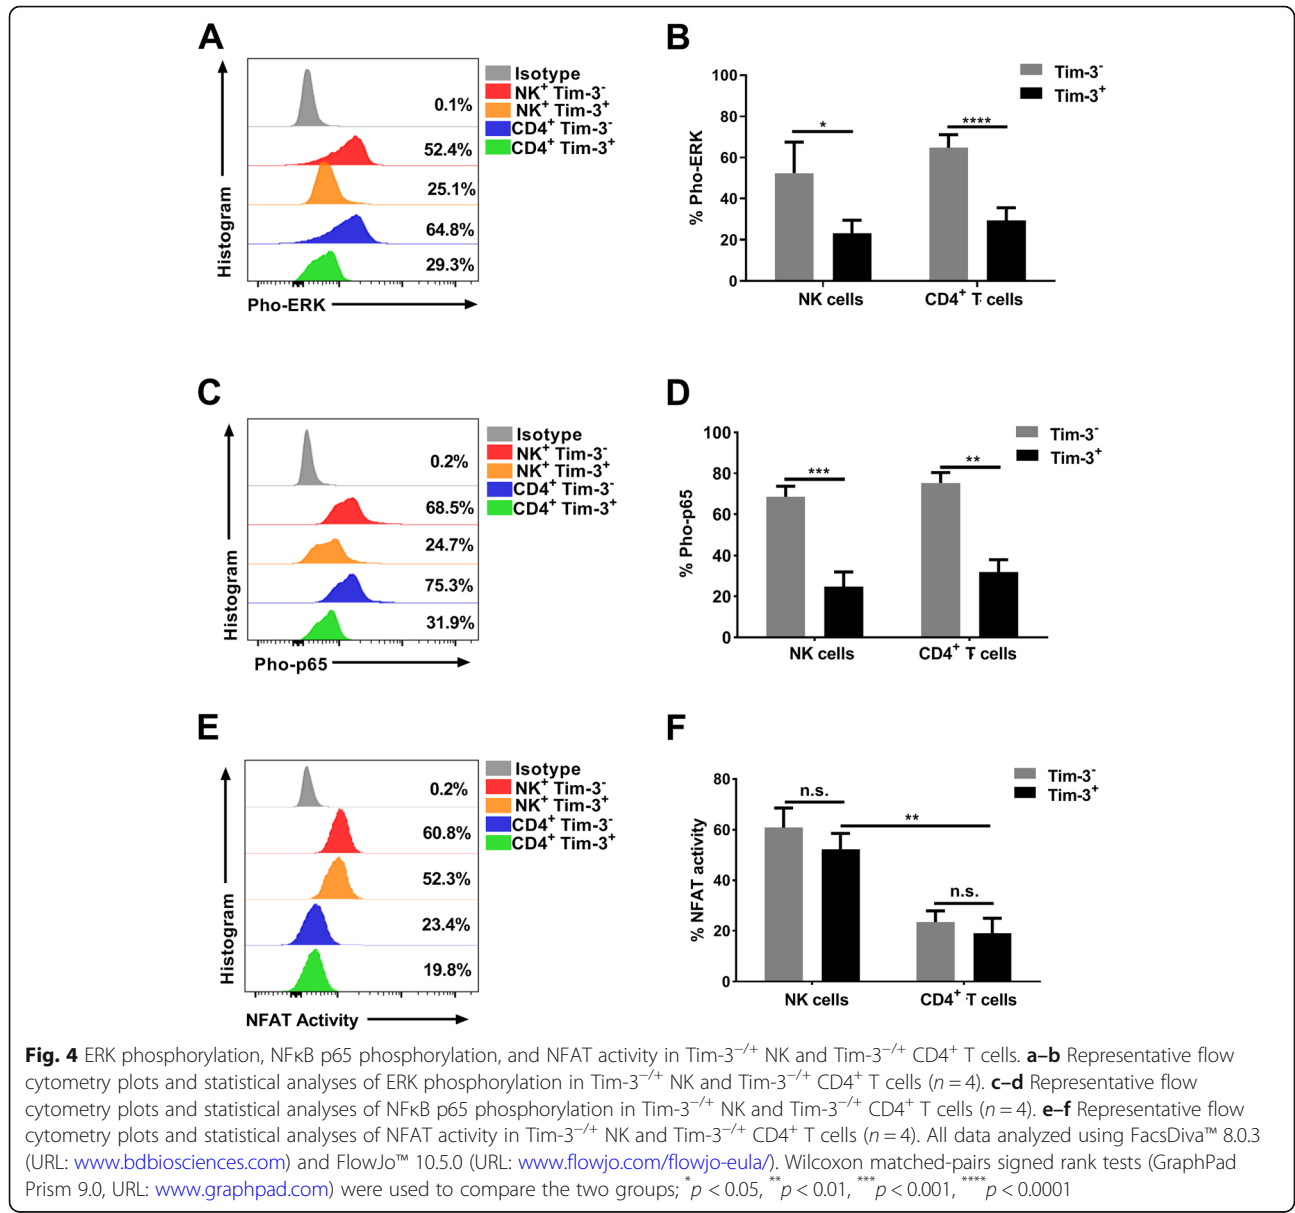 A
Isotype
NK+ Tim-3-
NK+ Tim-3+
CD4+ Tim-3-
CD4+ Tim-3+
0.1%
52.4%
25.1%
64.8%
29.3%
Histogram
Pho-ERK
B
Tim-3-
Tim-3+
% Pho-ERK
100
80
60
40
20
0
*
****
NK cells
CD4+ T cells
C
Isotype
NK+ Tim-3-
NK+ Tim-3+
CD4+ Tim-3-
CD4+ Tim-3+
0.2%
68.5%
24.7%
75.3%
31.9%
Histogram
Pho-p65
D
Tim-3-
Tim-3+
% Pho-p65
100
80
60
40
20
0
***
**
NK cells
CD4+ T cells
E
Isotype
NK+ Tim-3-
NK+ Tim-3+
CD4+ Tim-3-
CD4+ Tim-3+
0.2%
60.8%
52.3%
23.4%
19.8%
Histogram
NFAT Activity
F
Tim-3-
Tim-3+
% NFAT activity
80
60
40
20
0
n.s.
**
n.s.
NK cells
CD4+ T cells
Fig. 4 ERK phosphorylation, NFκB p65 phosphorylation, and NFAT activity in Tim-3−/+ NK and Tim-3−/+ CD4+ T cells. a–b Representative flow
cytometry plots and statistical analyses of ERK phosphorylation in Tim-3−/+ NK and Tim-3−/+ CD4+ T cells (n = 4). c–d Representative flow
cytometry plots and statistical analyses of NFκB p65 phosphorylation in Tim-3−/+ NK and Tim-3−/+ CD4+ T cells (n = 4). e–f Representative flow
cytometry plots and statistical analyses of NFAT activity in Tim-3−/+ NK and Tim-3−/+ CD4+ T cells (n = 4). All data analyzed using FacsDiva™ 8.0.3
(URL: www.bdbiosciences.com) and FlowJo™ 10.5.0 (URL: www.flowjo.com/flowjo-eula/). Wilcoxon matched-pairs signed rank tests (GraphPad
Prism 9.0, URL: www.graphpad.com) were used to compare the two groups; *p < 0.05, **p < 0.01, ***p < 0.001, ****p < 0.0001